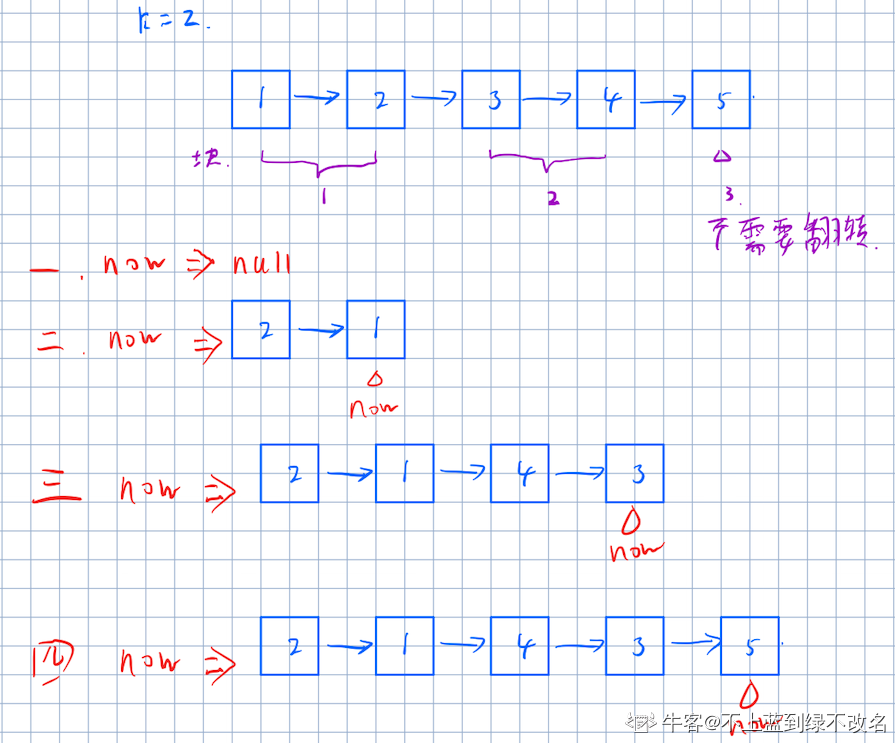 k = 2.
1 → 2 → 3 → 4 → 5
块.
1 2 3.
不需要翻转.
一. now ⇒ null
二. now ⇒ 2 → 1
now
三 now ⇒ 2 → 1 → 4 → 3
now
四 now ⇒ 2 → 1 → 4 → 3 → 5
now
牛客@不上蓝到绿不改名